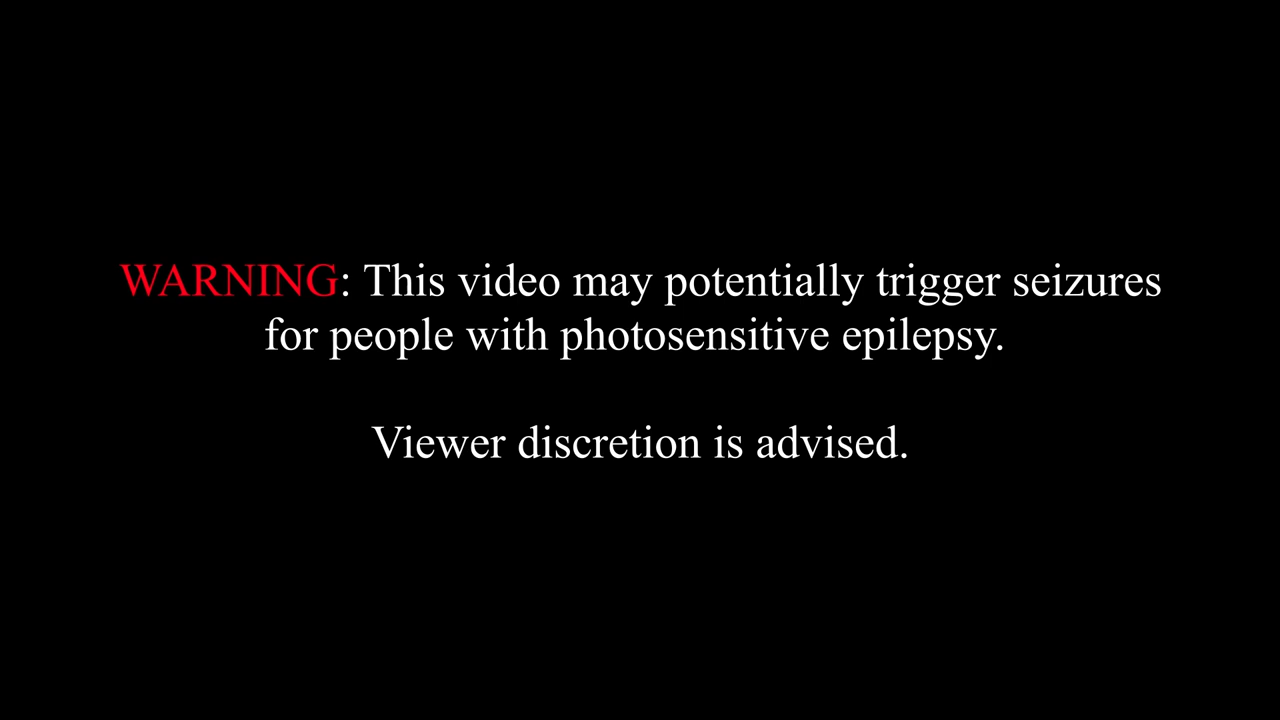 WARNING: This video may potentially trigger seizures
for people with photosensitive epilepsy.
Viewer discretion is advised.